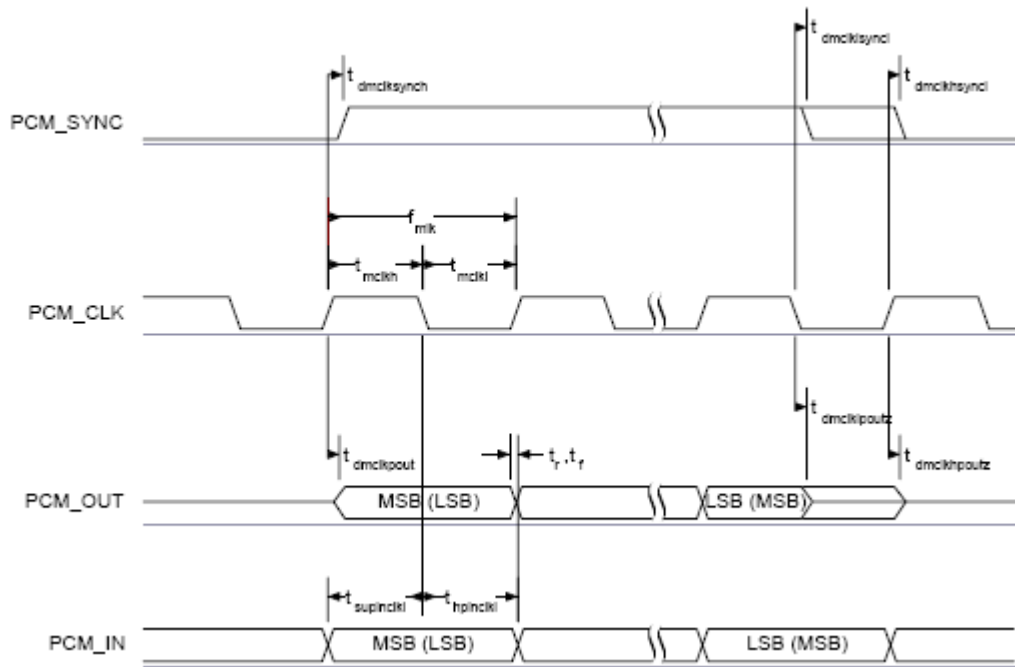 t dmclklsyncl
t dmclksynch
t dmclkhsyncl
PCM_SYNC
f mlk
t mclkh
t mclkl
PCM_CLK
t dmclklpoutz
t dmclkpout
t r ,t f
t dmclkhpoutz
PCM_OUT
MSB (LSB)
LSB (MSB)
t supinclkl
t hpinclkl
PCM_IN
MSB (LSB)
LSB (MSB)